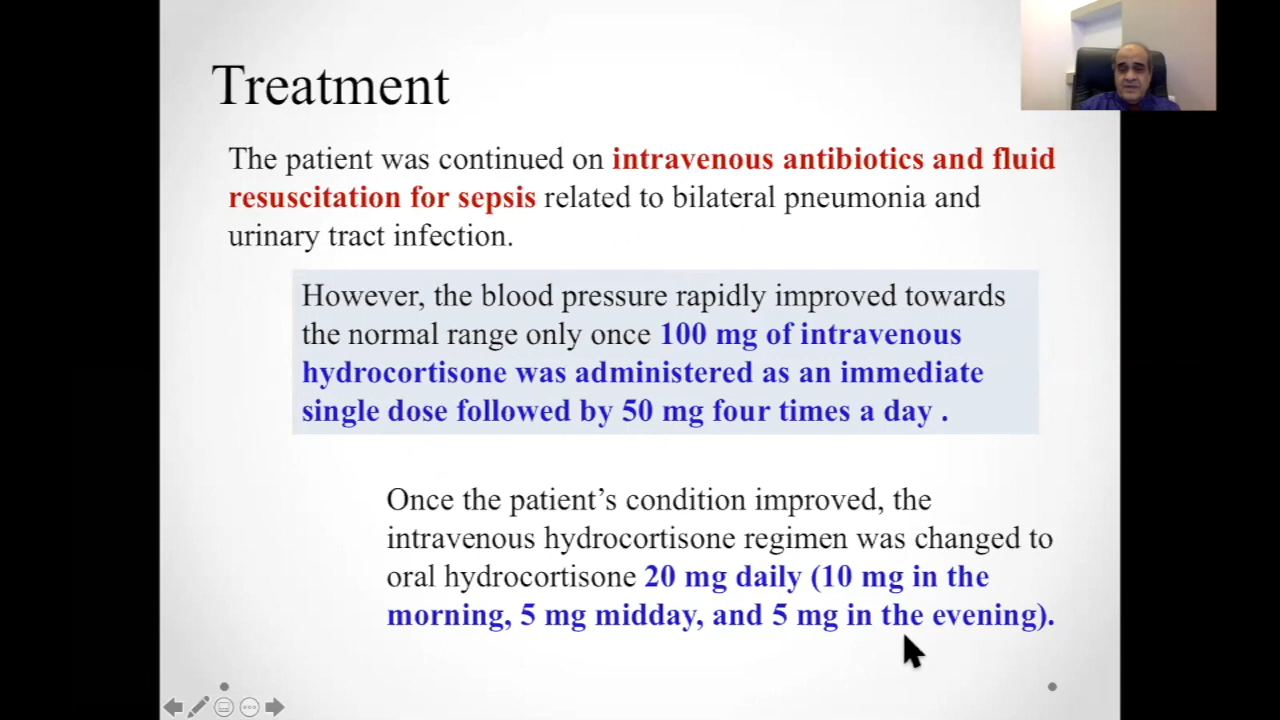 Treatment
The patient was continued on intravenous antibiotics and fluid
resuscitation for sepsis related to bilateral pneumonia and
urinary tract infection.
However, the blood pressure rapidly improved towards
the normal range only once 100 mg of intravenous
hydrocortisone was administered as an immediate
single dose followed by 50 mg four times a day .
Once the patient’s condition improved, the
intravenous hydrocortisone regimen was changed to
oral hydrocortisone 20 mg daily (10 mg in the
morning, 5 mg midday, and 5 mg in the evening).